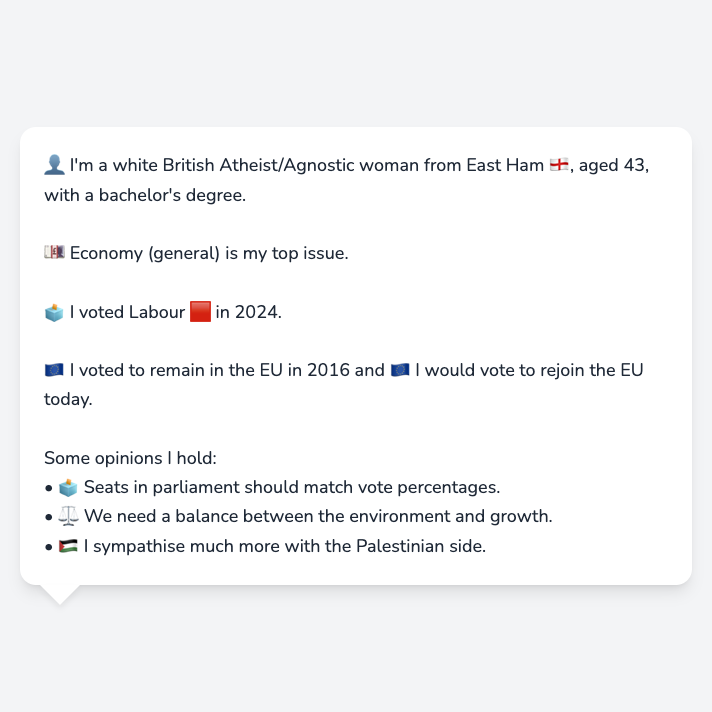 👤 I'm a white British Atheist/Agnostic woman from East Ham 🏴󠁧󠁢󠁥󠁮󠁧󠁿, aged 43,
with a bachelor's degree.
💷 Economy (general) is my top issue.
🗳️ I voted Labour 🟥 in 2024.
🇪🇺 I voted to remain in the EU in 2016 and 🇪🇺 I would vote to rejoin the EU
today.
Some opinions I hold:
• 🗳️ Seats in parliament should match vote percentages.
• ⚖️ We need a balance between the environment and growth.
• 🇵🇸 I sympathise much more with the Palestinian side.